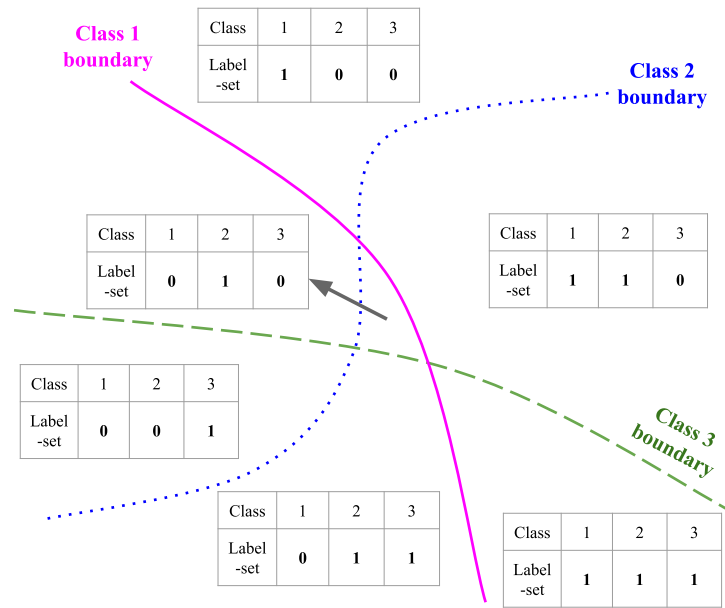 Class 1
boundary
Class 1 2 3
Label
-set 1 0 0
Class 2
boundary
Class 1 2 3
Label
-set 0 1 0
Class 1 2 3
Label
-set 1 1 0
Class 1 2 3
Label
-set 0 0 1
Class 3
boundary
Class 1 2 3
Label
-set 0 1 1
Class 1 2 3
Label
-set 1 1 1